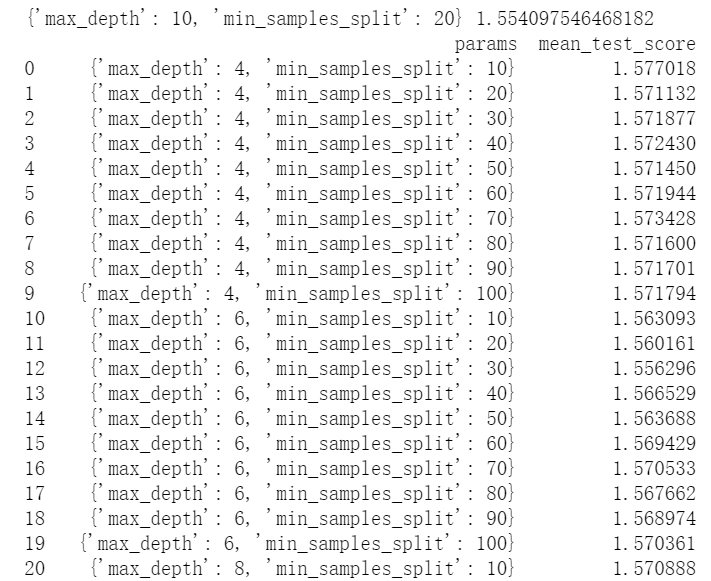 {'max_depth': 10, 'min_samples_split': 20} 1.554097546468182
params mean_test_score
0 {'max_depth': 4, 'min_samples_split': 10} 1.577018
1 {'max_depth': 4, 'min_samples_split': 20} 1.571132
2 {'max_depth': 4, 'min_samples_split': 30} 1.571877
3 {'max_depth': 4, 'min_samples_split': 40} 1.572430
4 {'max_depth': 4, 'min_samples_split': 50} 1.571450
5 {'max_depth': 4, 'min_samples_split': 60} 1.571944
6 {'max_depth': 4, 'min_samples_split': 70} 1.573428
7 {'max_depth': 4, 'min_samples_split': 80} 1.571600
8 {'max_depth': 4, 'min_samples_split': 90} 1.571701
9 {'max_depth': 4, 'min_samples_split': 100} 1.571794
10 {'max_depth': 6, 'min_samples_split': 10} 1.563093
11 {'max_depth': 6, 'min_samples_split': 20} 1.560161
12 {'max_depth': 6, 'min_samples_split': 30} 1.556296
13 {'max_depth': 6, 'min_samples_split': 40} 1.566529
14 {'max_depth': 6, 'min_samples_split': 50} 1.563688
15 {'max_depth': 6, 'min_samples_split': 60} 1.569429
16 {'max_depth': 6, 'min_samples_split': 70} 1.570533
17 {'max_depth': 6, 'min_samples_split': 80} 1.567662
18 {'max_depth': 6, 'min_samples_split': 90} 1.568974
19 {'max_depth': 6, 'min_samples_split': 100} 1.570361
20 {'max_depth': 8, 'min_samples_split': 10} 1.570888